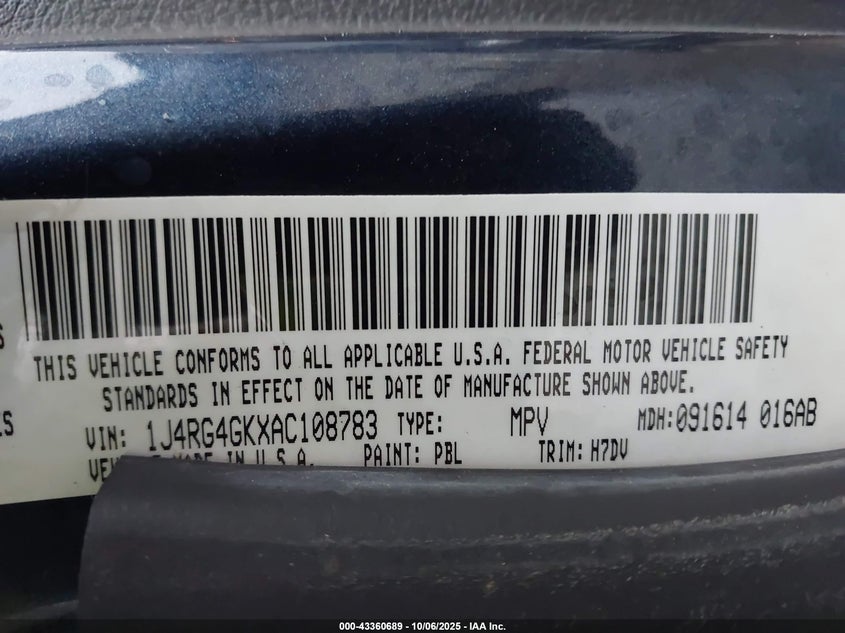 THIS VEHICLE CONFORMS TO ALL APPLICABLE U.S.A. FEDERAL MOTOR VEHICLE SAFETY
STANDARDS IN EFFECT ON THE DATE OF MANUFACTURE SHOWN ABOVE.
VIN: 1J4RG4GKXAC108783 TYPE: MPV MDH:091614 016AB
MADE IN U.S.A. PAINT: PBL TRIM: H7DV
000-43360689 - 10/06/2025 - IAA Inc.